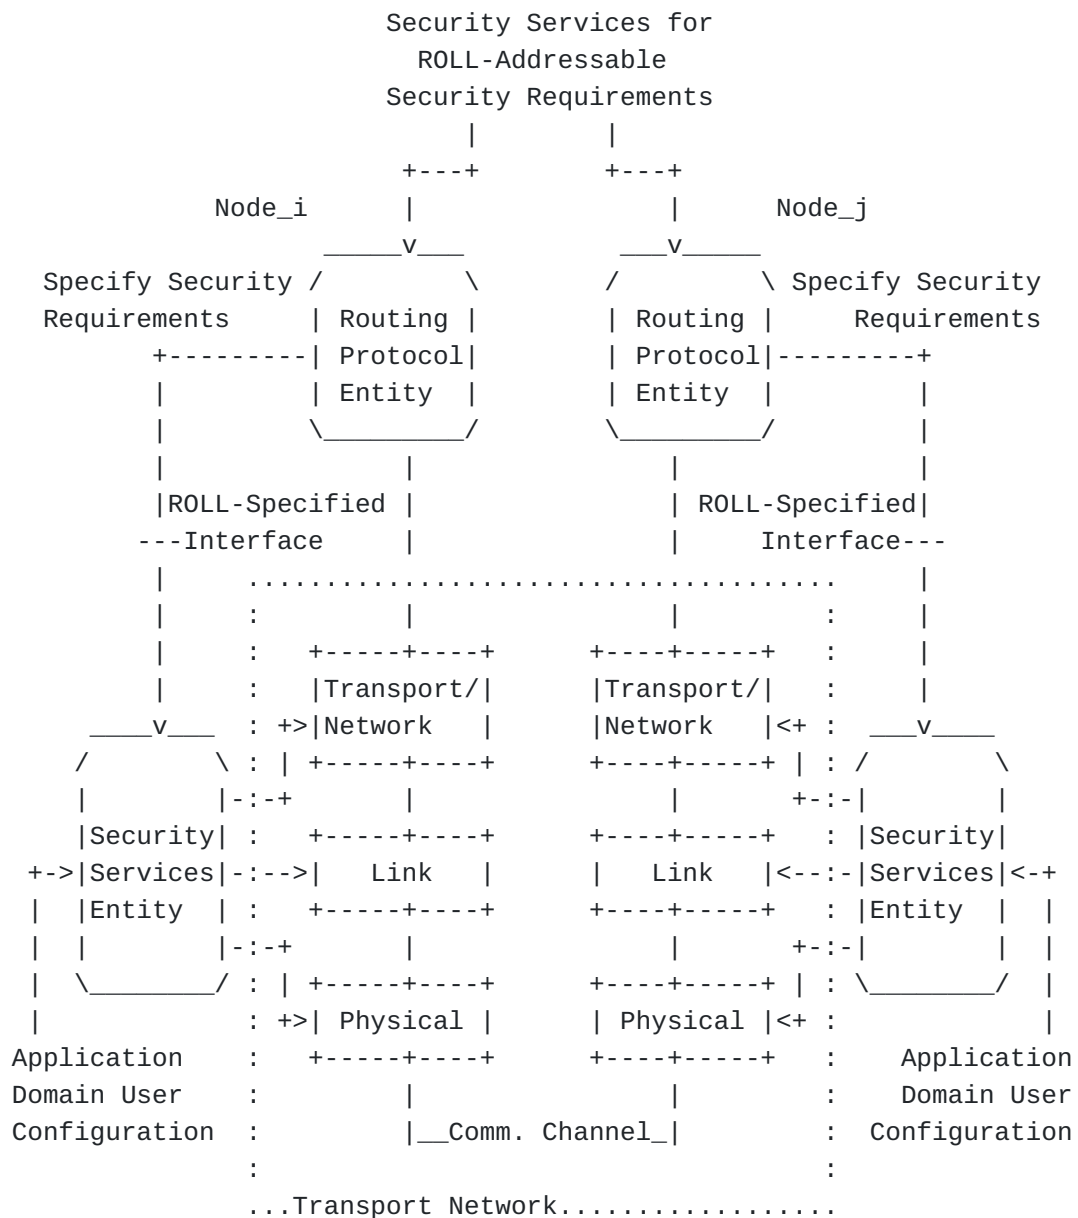 Security Services for
ROLL-Addressable
Security Requirements
Node_i Node_j
Specify Security Specify Security
Requirements Routing Routing Requirements
Protocol Protocol
Entity Entity
ROLL-Specified ROLL-Specified
Interface Interface
Transport/ Transport/
Network Network
Security Security
Services Link Link Services
Entity Entity
Physical Physical
Application Application
Domain User Domain User
Configuration Comm. Channel Configuration
Transport Network